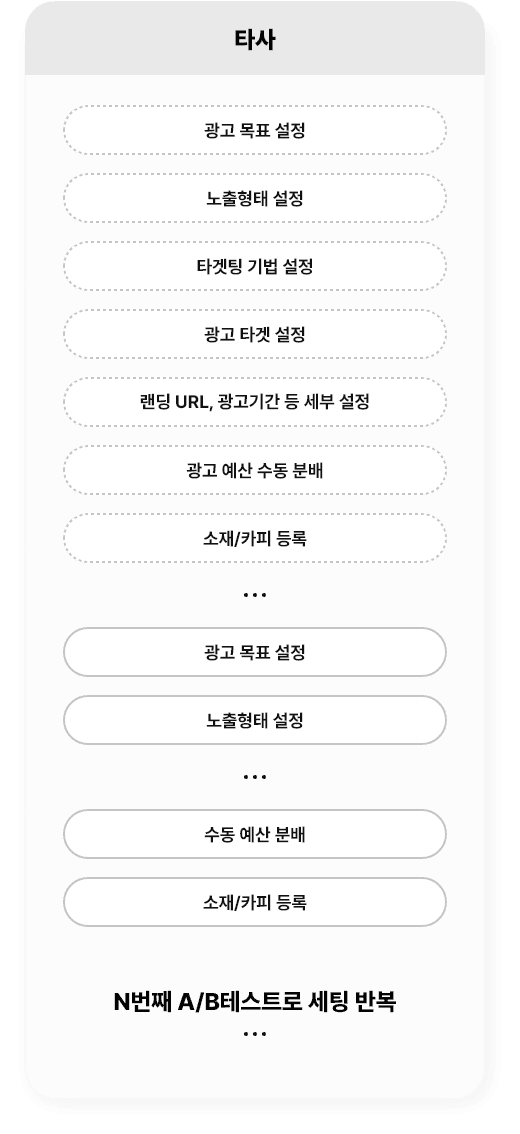 타사
광고 목표 설정
노출형태 설정
타겟팅 기법 설정
광고 타겟 설정
랜딩 URL, 광고기간 등 세부 설정
광고 예산 수동 분배
소재/카피 등록
...
광고 목표 설정
노출형태 설정
...
수동 예산 분배
소재/카피 등록
N번째 A/B테스트로 세팅 반복
...